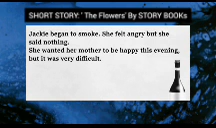 SHORT STORY: ' The Flowers' By STORY BOOKs
Jackie began to smoke. She felt angry but she
said nothing.
She wanted her mother to be happy this evening,
but it was very difficult.